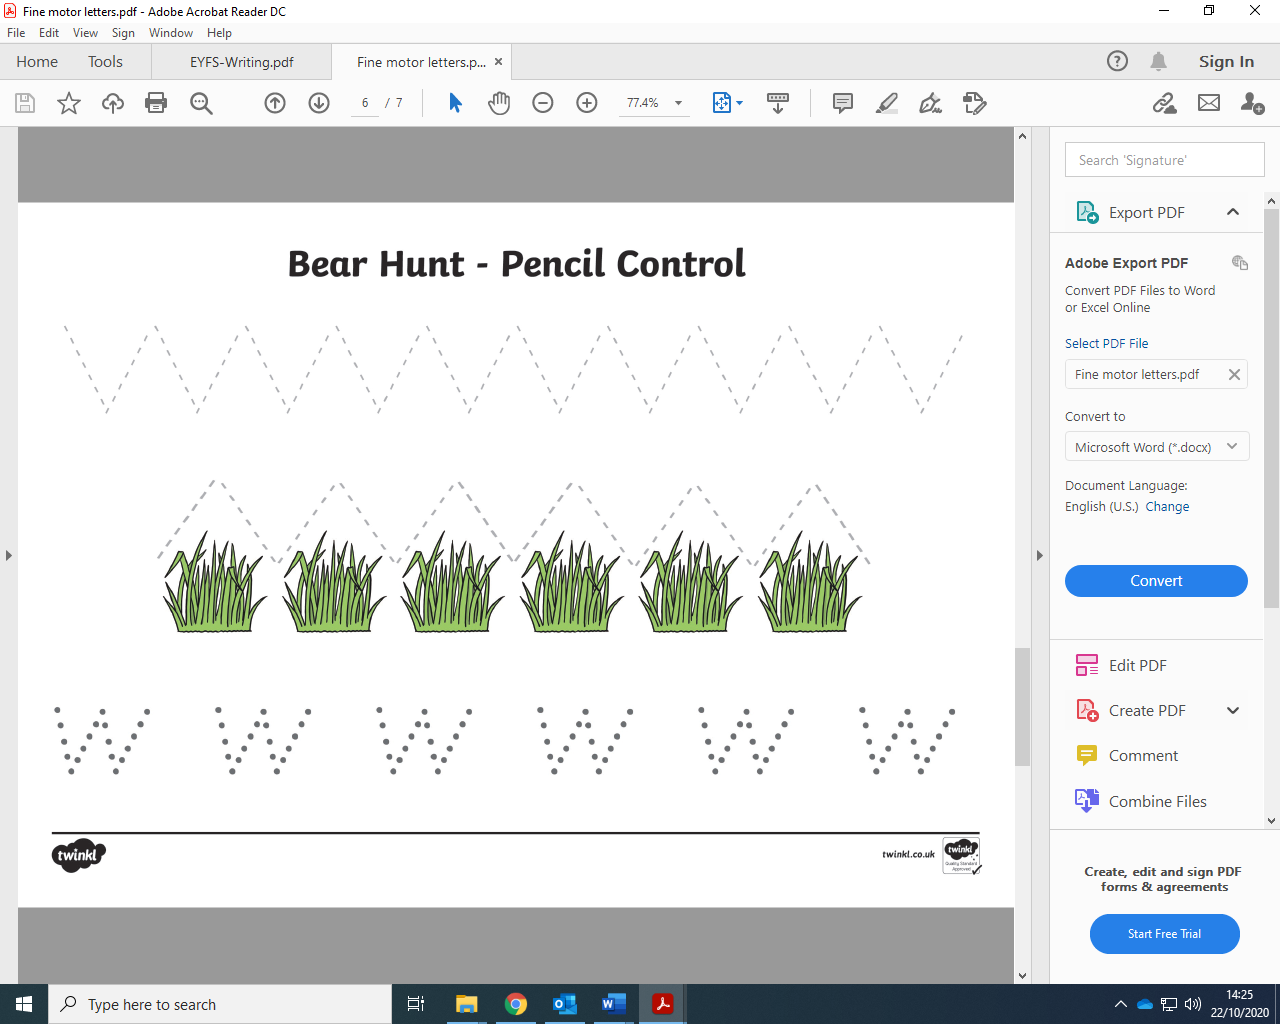 Fine motor letters.pdf - Adobe Acrobat Reader DC
File Edit View Sign Window Help
Home Tools EYFS-Writing.pdf Fine motor letters.p... Sign In
6 / 7 77.4%
Search 'Signature'
Export PDF
Adobe Export PDF
Convert PDF Files to Word
or Excel Online
Select PDF File
Fine motor letters.pdf
Convert to
Microsoft Word (*.docx)
Document Language:
English (U.S.) Change
Convert
Edit PDF
Create PDF
Comment
Combine Files
Create, edit and sign PDF
forms & agreements
Start Free Trial
Bear Hunt - Pencil Control
w w w w w w
twinkl
twinkl.co.uk
twinkl
Quality Standard
Approved
Type here to search
14:25
22/10/2020